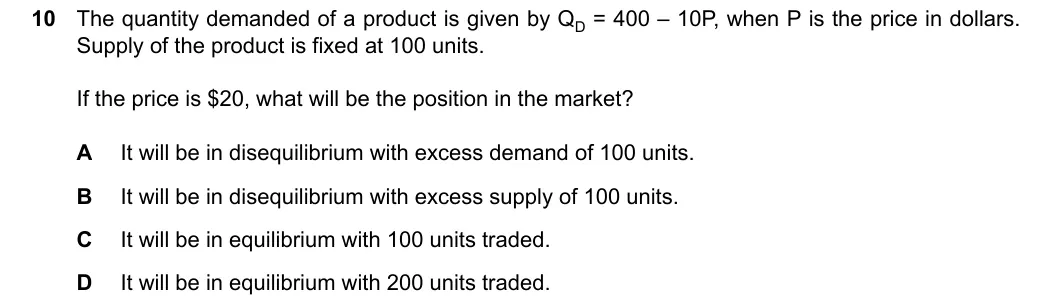 10 The quantity demanded of a product is given by QD = 400 – 10P, when P is the price in dollars.
Supply of the product is fixed at 100 units.
If the price is $20, what will be the position in the market?
A It will be in disequilibrium with excess demand of 100 units.
B It will be in disequilibrium with excess supply of 100 units.
C It will be in equilibrium with 100 units traded.
D It will be in equilibrium with 200 units traded.